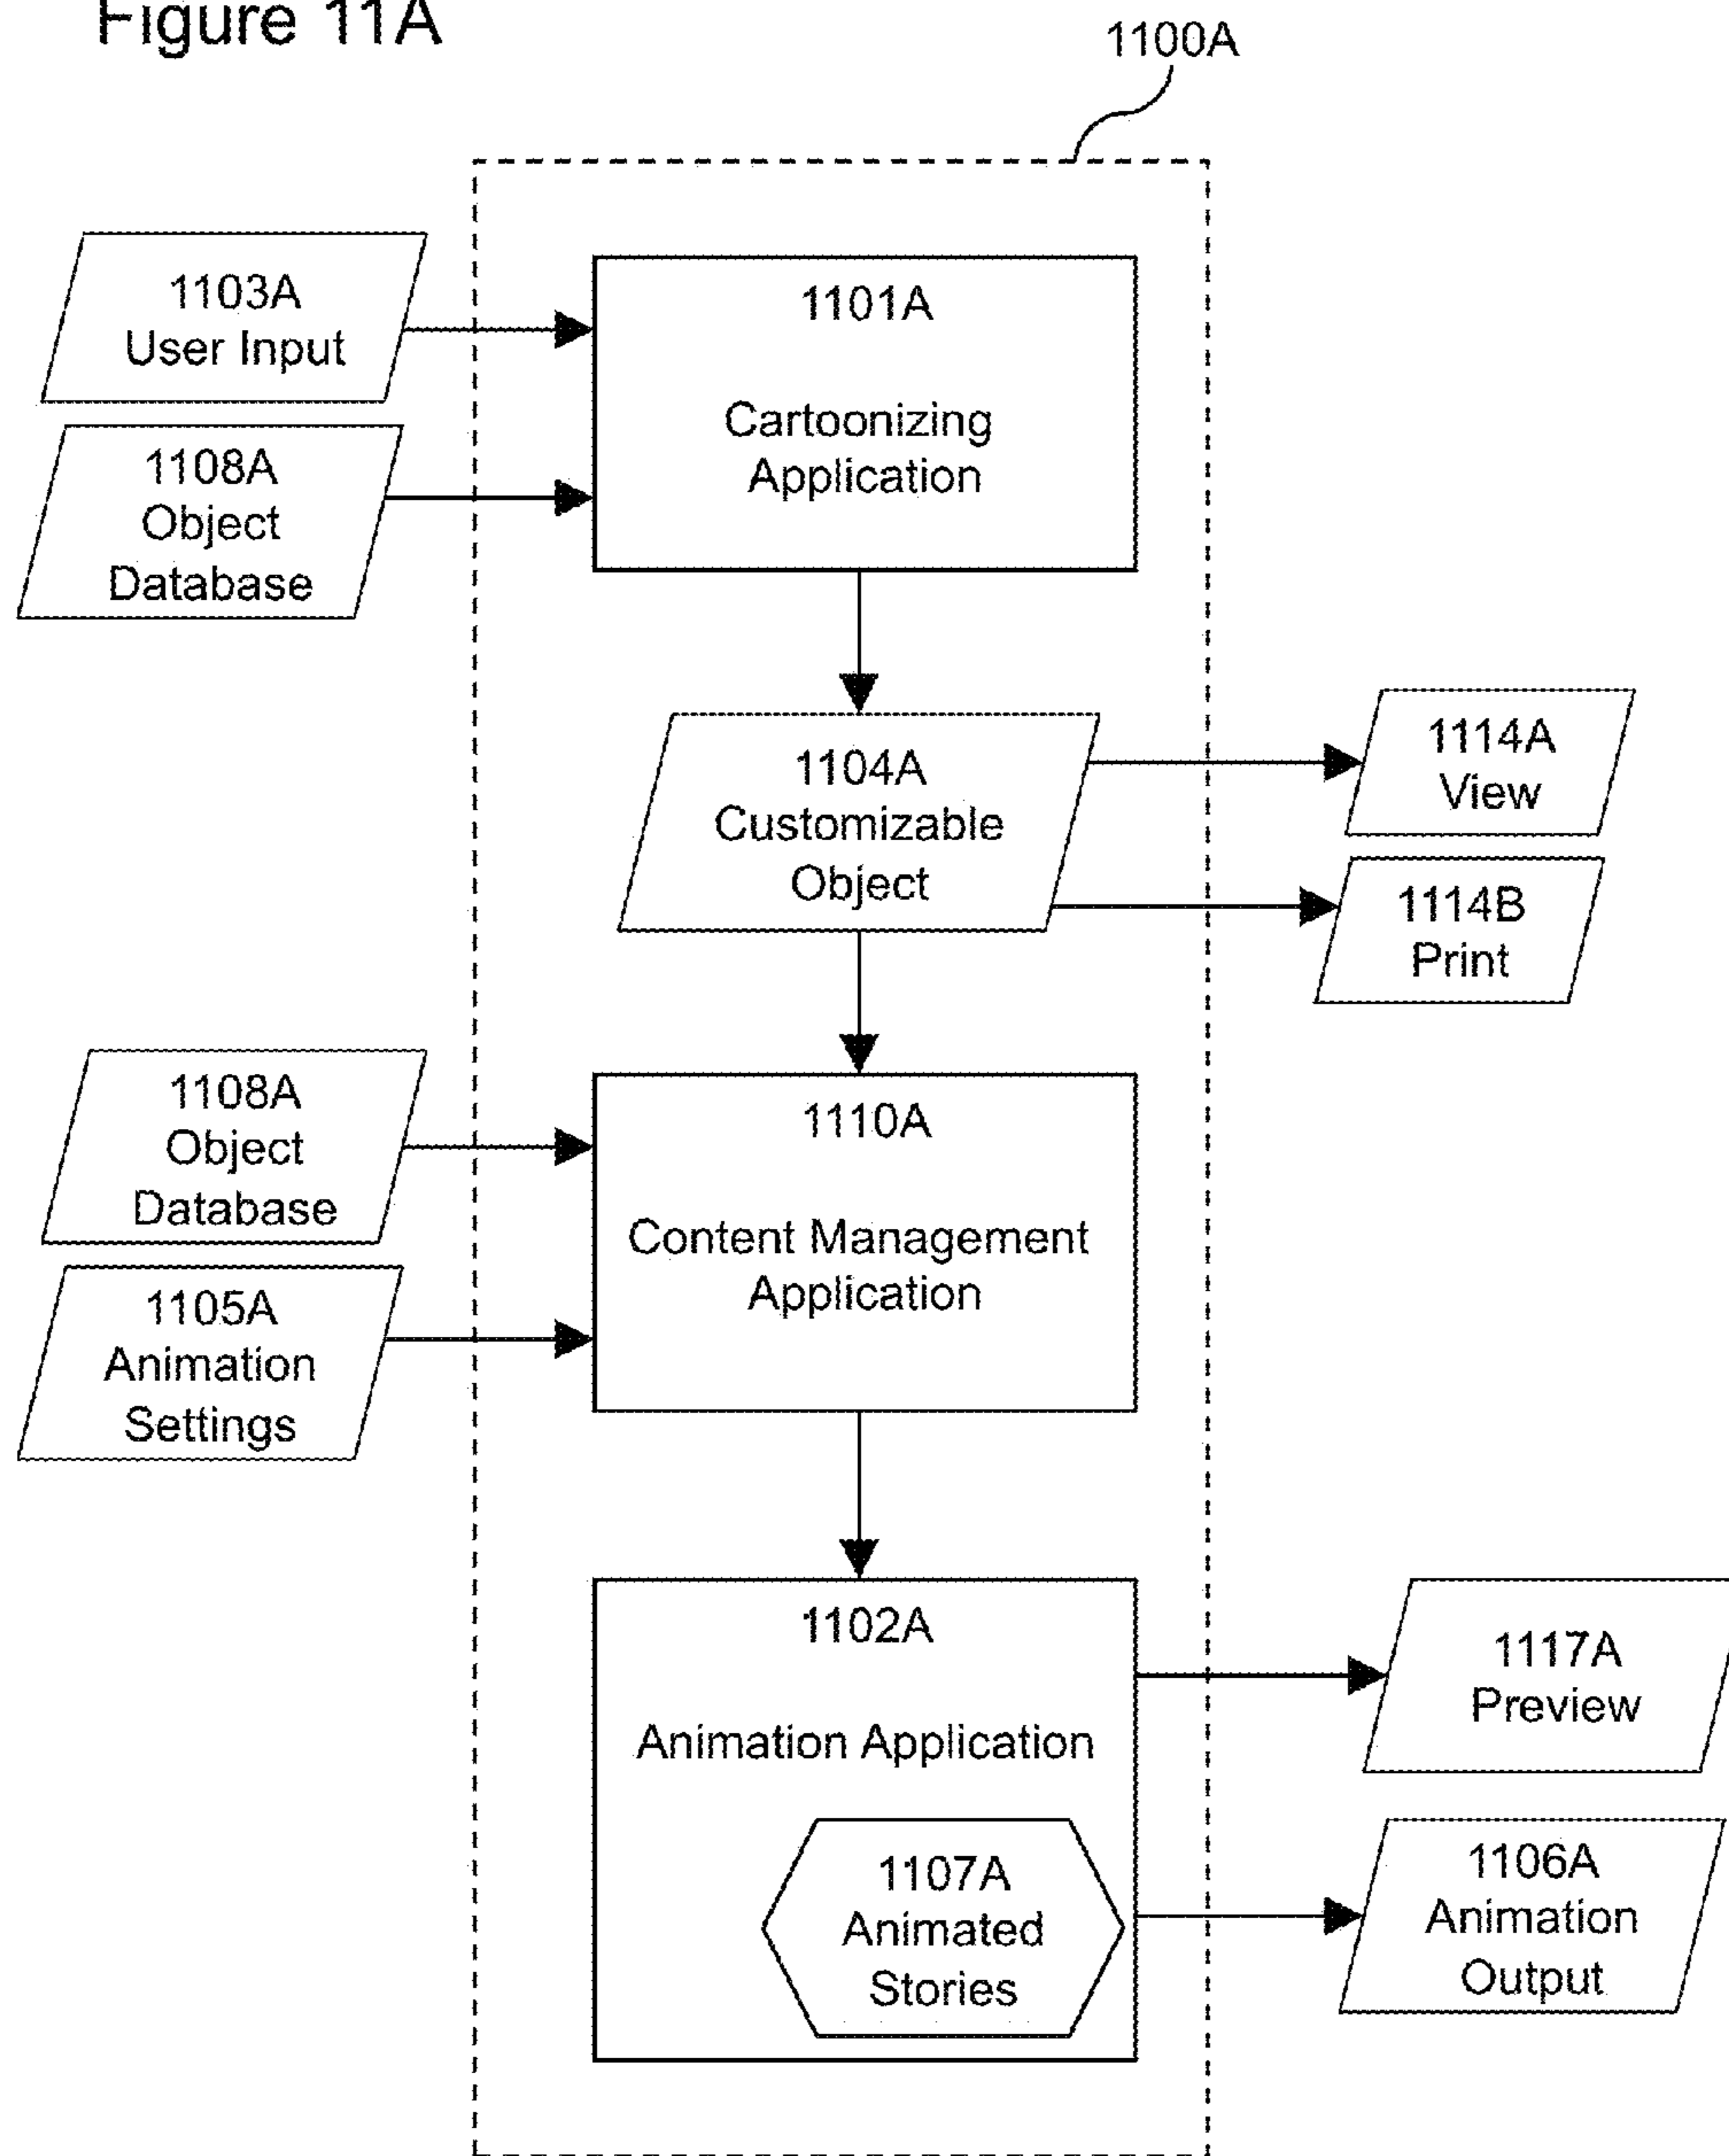 Figure 11A
1100A
1103A
User Input
1108A
Object
Database
1101A
Cartoonizing
Application
1104A
Customizable
Object
1114A
View
1114B
Print
1108A
Object
Database
1105A
Animation
Settings
1110A
Content Management
Application
1102A
Animation Application
1107A
Animated
Stories
1117A
Preview
1106A
Animation
Output